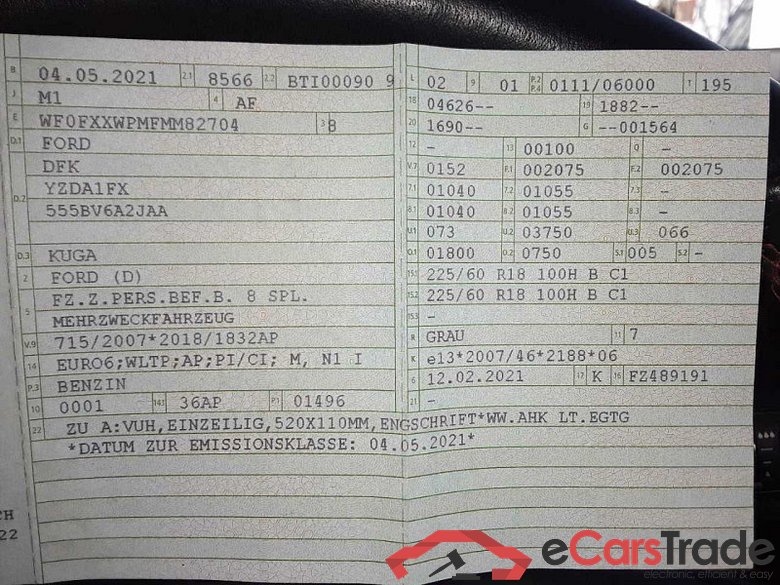 B 04.05.2021 2.1 8566 2.2 BTI00090 9
J M1 4 AF
E WF0FXXWPMFMM82704 3 8
D.1 FORD
DFK
D.2 YZDA1FX
555BV6A2JAA
D.3 KUGA
2 FORD (D)
5 FZ.Z.PERS.BEF.B. 8 SPL.
MEHRZWECKFAHRZEUG
V.9 715/2007*2018/1832AP
14 EURO6;WLTP;AP;PI/CI; M, N1 I
P.3 BENZIN
10 0001 14.1 36AP P.1 01496
L 02 9 01 P.2 P.4 0111/06000 T 195
18 04626-- 19 1882--
20 1690-- G --001564
12 - 13 00100 Q -
V.7 0152 F.1 002075 F.2 002075
7.1 01040 7.2 01055 7.3 -
8.1 01040 8.2 01055 8.3 -
U.1 073 U.2 03750 U.3 066
O.1 01800 O.2 0750 S.1 005 S.2 -
15.1 225/60 R18 100H B C1
15.2 225/60 R18 100H B C1
15.3 -
R GRAU 11 7
K e13*2007/46*2188*06
6 12.02.2021 17 K 16 FZ489191
21 -
22 ZU A:VUH,EINZEILIG,520X110MM,ENGSCHRIFT*WW.AHK LT.EGTG
*DATUM ZUR EMISSIONSKLASSE: 04.05.2021*
CH
22
eCarsTrade
electronic, efficient & easy